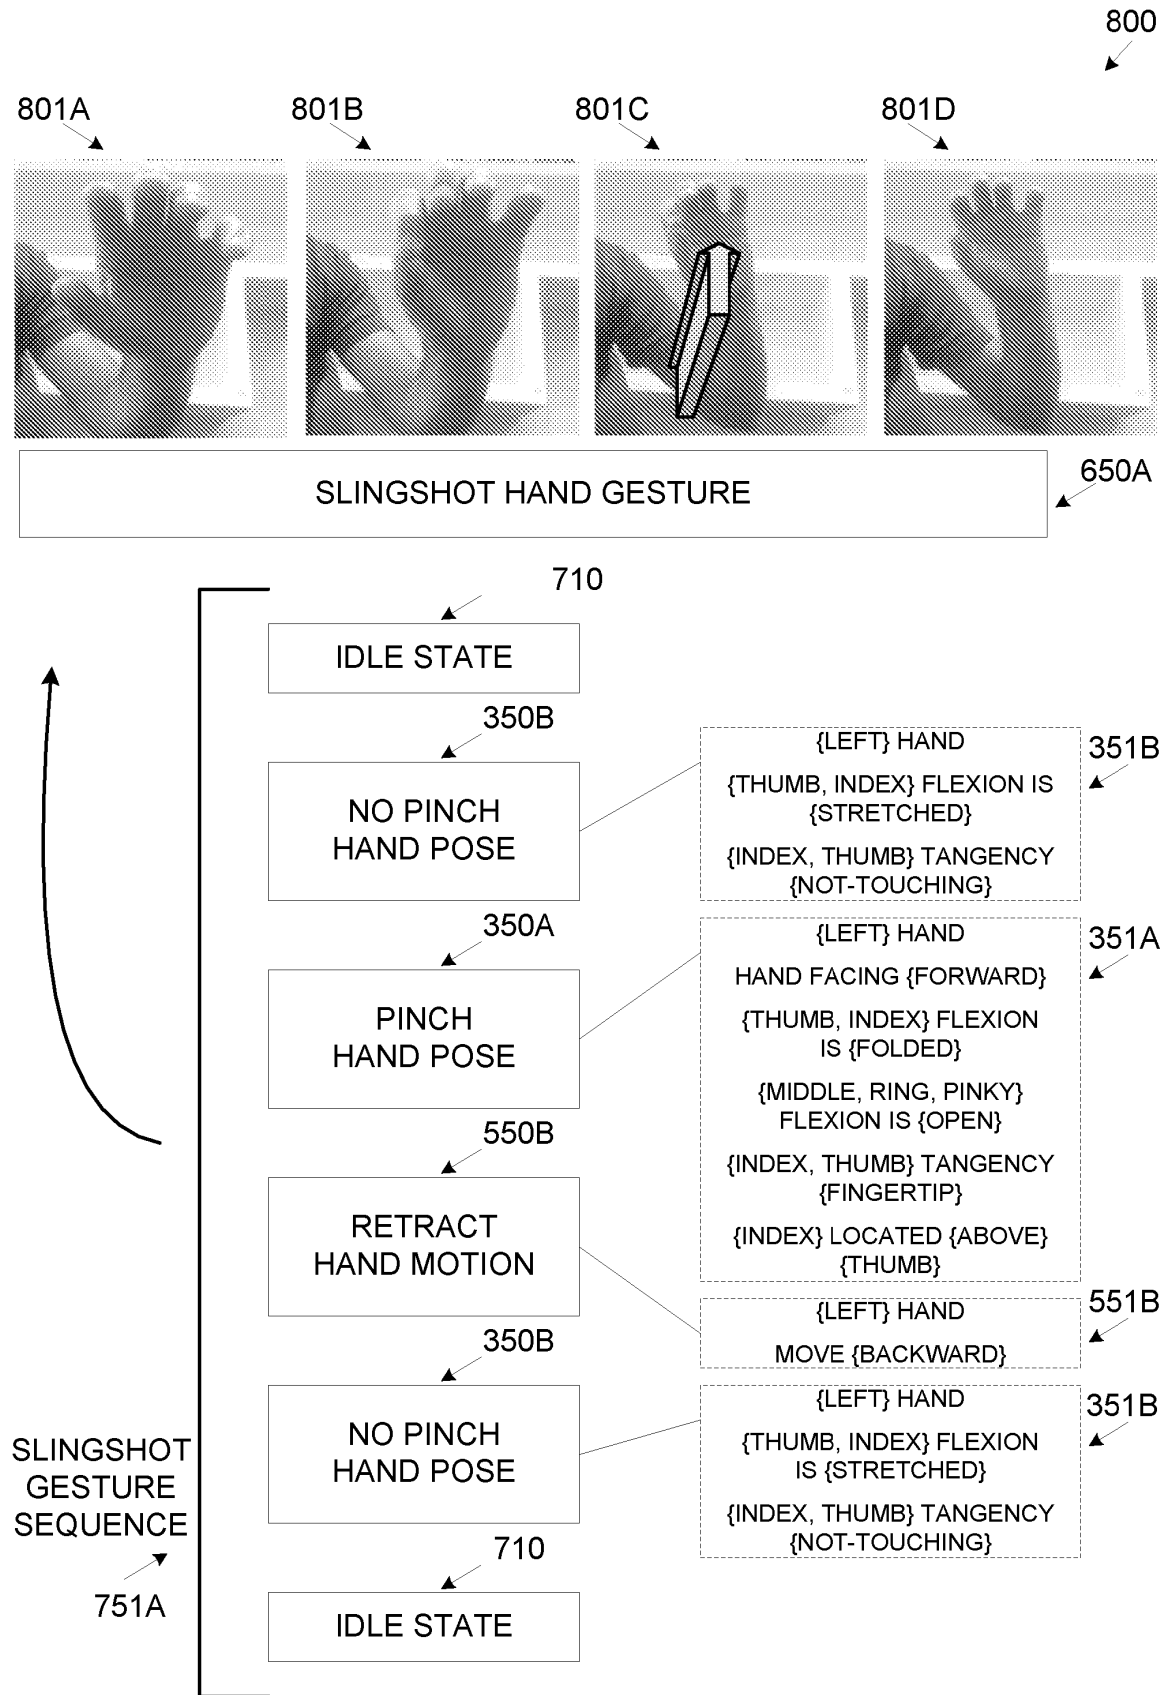 800
801A
801B
801C
801D
SLINGSHOT HAND GESTURE
650A
710
IDLE STATE
350B
NO PINCH
HAND POSE
{LEFT} HAND
{THUMB, INDEX} FLEXION IS
{STRETCHED}
{INDEX, THUMB} TANGENCY
{NOT-TOUCHING}
351B
350A
PINCH
HAND POSE
{LEFT} HAND
HAND FACING {FORWARD}
{THUMB, INDEX} FLEXION
IS {FOLDED}
{MIDDLE, RING, PINKY}
FLEXION IS {OPEN}
{INDEX, THUMB} TANGENCY
{FINGERTIP}
{INDEX} LOCATED {ABOVE}
{THUMB}
351A
550B
RETRACT
HAND MOTION
{LEFT} HAND
MOVE {BACKWARD}
551B
350B
NO PINCH
HAND POSE
{LEFT} HAND
{THUMB, INDEX} FLEXION
IS {STRETCHED}
{INDEX, THUMB} TANGENCY
{NOT-TOUCHING}
351B
SLINGSHOT
GESTURE
SEQUENCE
751A
710
IDLE STATE